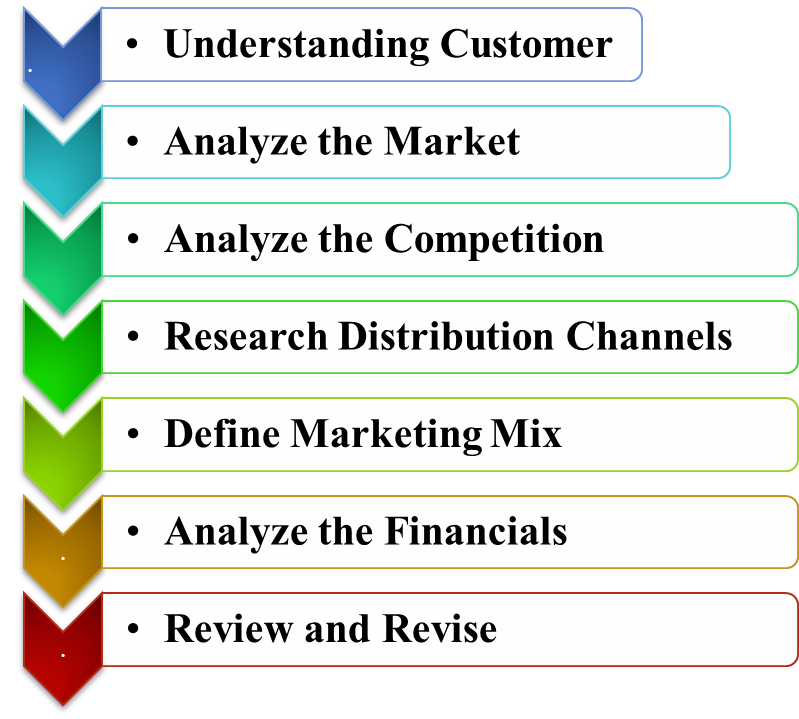 • Understanding Customer
• Analyze the Market
• Analyze the Competition
• Research Distribution Channels
• Define Marketing Mix
• Analyze the Financials
• Review and Revise